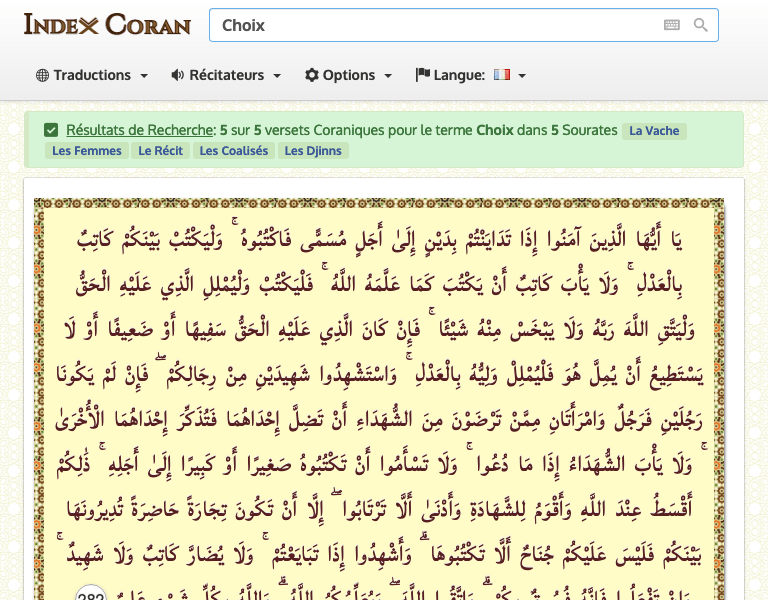 Index Coran
Choix
Traductions Récitateurs Options Langue:
Résultats de Recherche: 5 sur 5 versets Coraniques pour le terme Choix dans 5 Sourates La Vache
Les Femmes Le Récit Les Coalisés Les Djinns
يَا أَيُّهَا الَّذِينَ آمَنُوا إِذَا تَدَايَنْتُمْ بِدَيْنٍ إِلَىٰ أَجَلٍ مُسَمًّى فَاكْتُبُوهُ ۚ وَلْيَكْتُبْ بَيْنَكُمْ كَاتِبٌ
بِالْعَدْلِ ۚ وَلَا يَأْبَ كَاتِبٌ أَنْ يَكْتُبَ كَمَا عَلَّمَهُ اللَّهُ ۚ فَلْيَكْتُبْ وَلْيُمْلِلِ الَّذِي عَلَيْهِ الْحَقُّ
وَلْيَتَّقِ اللَّهَ رَبَّهُ وَلَا يَبْخَسْ مِنْهُ شَيْئًا ۚ فَإِنْ كَانَ الَّذِي عَلَيْهِ الْحَقُّ سَفِيهًا أَوْ ضَعِيفًا أَوْ لَا
يَسْتَطِيعُ أَنْ يُمِلَّ هُوَ فَلْيُمْلِلْ وَلِيُّهُ بِالْعَدْلِ ۚ وَاسْتَشْهِدُوا شَهِيدَيْنِ مِنْ رِجَالِكُمْ ۖ فَإِنْ لَمْ يَكُونَا
رَجُلَيْنِ فَرَجُلٌ وَامْرَأَتَانِ مِمَّنْ تَرْضَوْنَ مِنَ الشُّهَدَاءِ أَنْ تَضِلَّ إِحْدَاهُمَا فَتُذَكِّرَ إِحْدَاهُمَا الْأُخْرَىٰ
ۚ وَلَا يَأْبَ الشُّهَدَاءُ إِذَا مَا دُعُوا ۚ وَلَا تَسْأَمُوا أَنْ تَكْتُبُوهُ صَغِيرًا أَوْ كَبِيرًا إِلَىٰ أَجَلِهِ ۚ ذَٰلِكُمْ
أَقْسَطُ عِنْدَ اللَّهِ وَأَقْوَمُ لِلشَّهَادَةِ وَأَدْنَىٰ أَلَّا تَرْتَابُوا ۖ إِلَّا أَنْ تَكُونَ تِجَارَةً حَاضِرَةً تُدِيرُونَهَا
بَيْنَكُمْ فَلَيْسَ عَلَيْكُمْ جُنَاحٌ أَلَّا تَكْتُبُوهَا ۗ وَأَشْهِدُوا إِذَا تَبَايَعْتُمْ ۚ وَلَا يُضَارَّ كَاتِبٌ وَلَا شَهِيدٌ ۚ